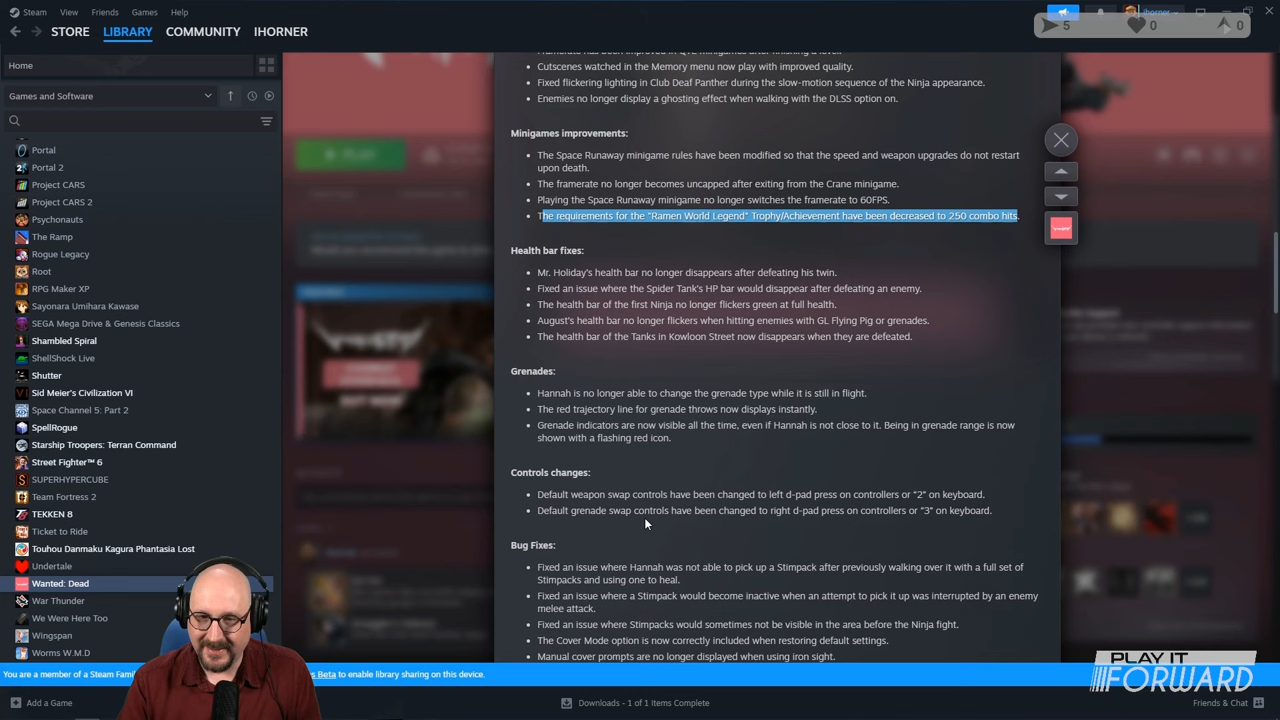 Steam View Friends Games Help
jhorner
STORE LIBRARY COMMUNITY IHORNER
5 0 0
Home
Games and Software
Portal
Portal 2
Project CARS
Project CARS 2
Psychonauts
The Ramp
Rogue Legacy
Root
RPG Maker XP
Sayonara Umihara Kawase
SEGA Mega Drive & Genesis Classics
Shambled Spiral
ShellShock Live
Shutter
Sid Meier's Civilization VI
Space Channel 5: Part 2
SpellRogue
Starship Troopers: Terran Command
Street Fighter™ 6
SUPERHYPERCUBE
Team Fortress 2
TEKKEN 8
Ticket to Ride
Touhou Danmaku Kagura Phantasia Lost
Undertale
Wanted: Dead
War Thunder
We Were Here Too
Wingspan
Worms W.M.D
PLAY
Framerate has been improved in QTE minigames after finishing a level.
Cutscenes watched in the Memory menu now play with improved quality.
Fixed flickering lighting in Club Deaf Panther during the slow-motion sequence of the Ninja appearance.
Enemies no longer display a ghosting effect when walking with the DLSS option on.
Minigames improvements:
The Space Runaway minigame rules have been modified so that the speed and weapon upgrades do not restart
upon death.
The framerate no longer becomes uncapped after exiting from the Crane minigame.
Playing the Space Runaway minigame no longer switches the framerate to 60FPS.
The requirements for the "Ramen World Legend" Trophy/Achievement have been decreased to 250 combo hits.
Health bar fixes:
Mr. Holiday's health bar no longer disappears after defeating his twin.
Fixed an issue where the Spider Tank's HP bar would disappear after defeating an enemy.
The health bar of the first Ninja no longer flickers green at full health.
August's health bar no longer flickers when hitting enemies with GL Flying Pig or grenades.
The health bar of the Tanks in Kowloon Street now disappears when they are defeated.
Grenades:
Hannah is no longer able to change the grenade type while it is still in flight.
The red trajectory line for grenade throws now displays instantly.
Grenade indicators are now visible all the time, even if Hannah is not close to it. Being in grenade range is now
shown with a flashing red icon.
Controls changes:
Default weapon swap controls have been changed to left d-pad press on controllers or "2" on keyboard.
Default grenade swap controls have been changed to right d-pad press on controllers or "3" on keyboard.
Bug Fixes:
Fixed an issue where Hannah was not able to pick up a Stimpack after previously walking over it with a full set of
Stimpacks and using one to heal.
Fixed an issue where a Stimpack would become inactive when an attempt to pick it up was interrupted by an enemy
melee attack.
Fixed an issue where Stimpacks would sometimes not be visible in the area before the Ninja fight.
The Cover Mode option is now correctly included when restoring default settings.
Manual cover prompts are no longer displayed when using iron sight.
You are a member of a Steam Fami
s Beta to enable library sharing on this device.
PLAY IT
FORWARD
Add a Game
Downloads - 1 of 1 Items Complete
Friends & Chat